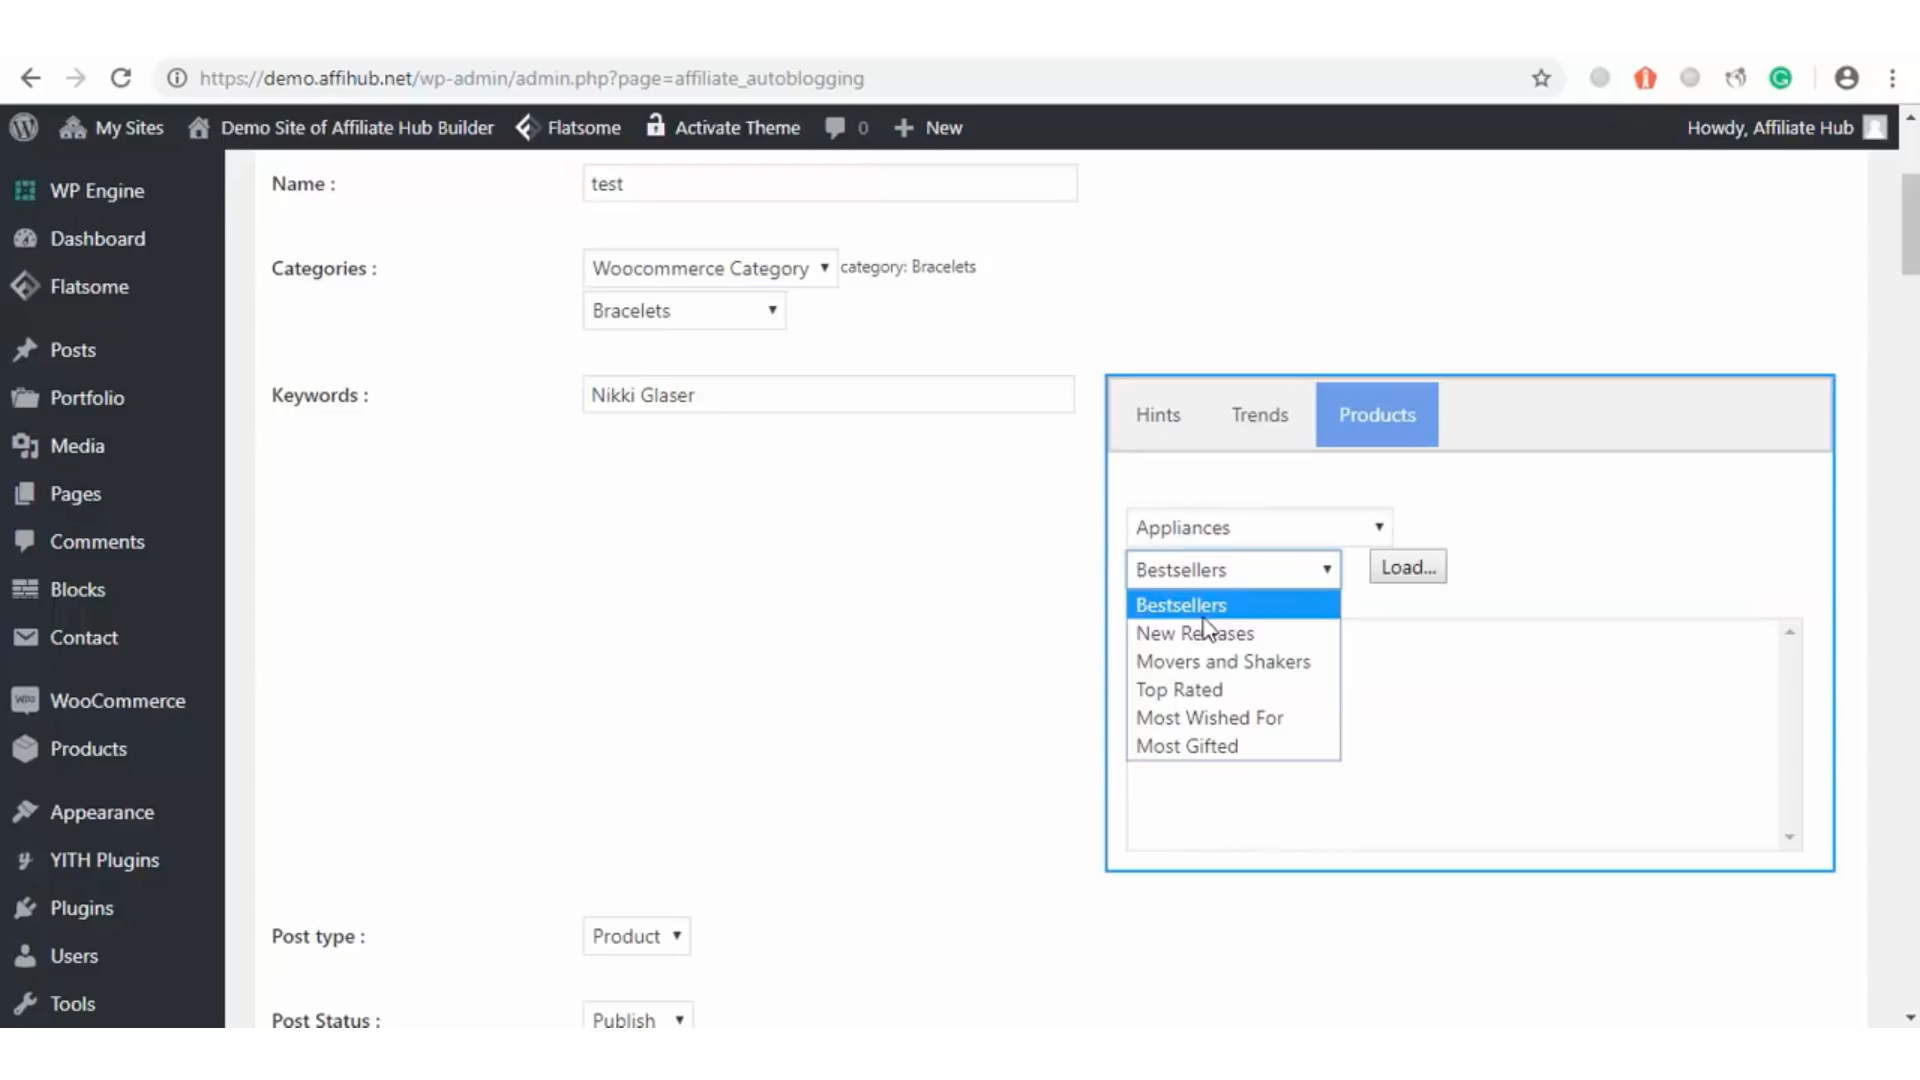 https://demo.affihub.net/wp-admin/admin.php?page=affiliate_autoblogging
My Sites
Demo Site of Affiliate Hub Builder
Flatsome
Activate Theme
0
New
Howdy, Affiliate Hub
WP Engine
Dashboard
Flatsome
Posts
Portfolio
Media
Pages
Comments
Blocks
Contact
WooCommerce
Products
Appearance
YITH Plugins
Plugins
Users
Tools
Name :
test
Categories :
Woocommerce Category
category: Bracelets
Bracelets
Keywords :
Nikki Glaser
Hints
Trends
Products
Appliances
Bestsellers
Load...
Bestsellers
New Releases
Movers and Shakers
Top Rated
Most Wished For
Most Gifted
Post type :
Product
Post Status :
Publish